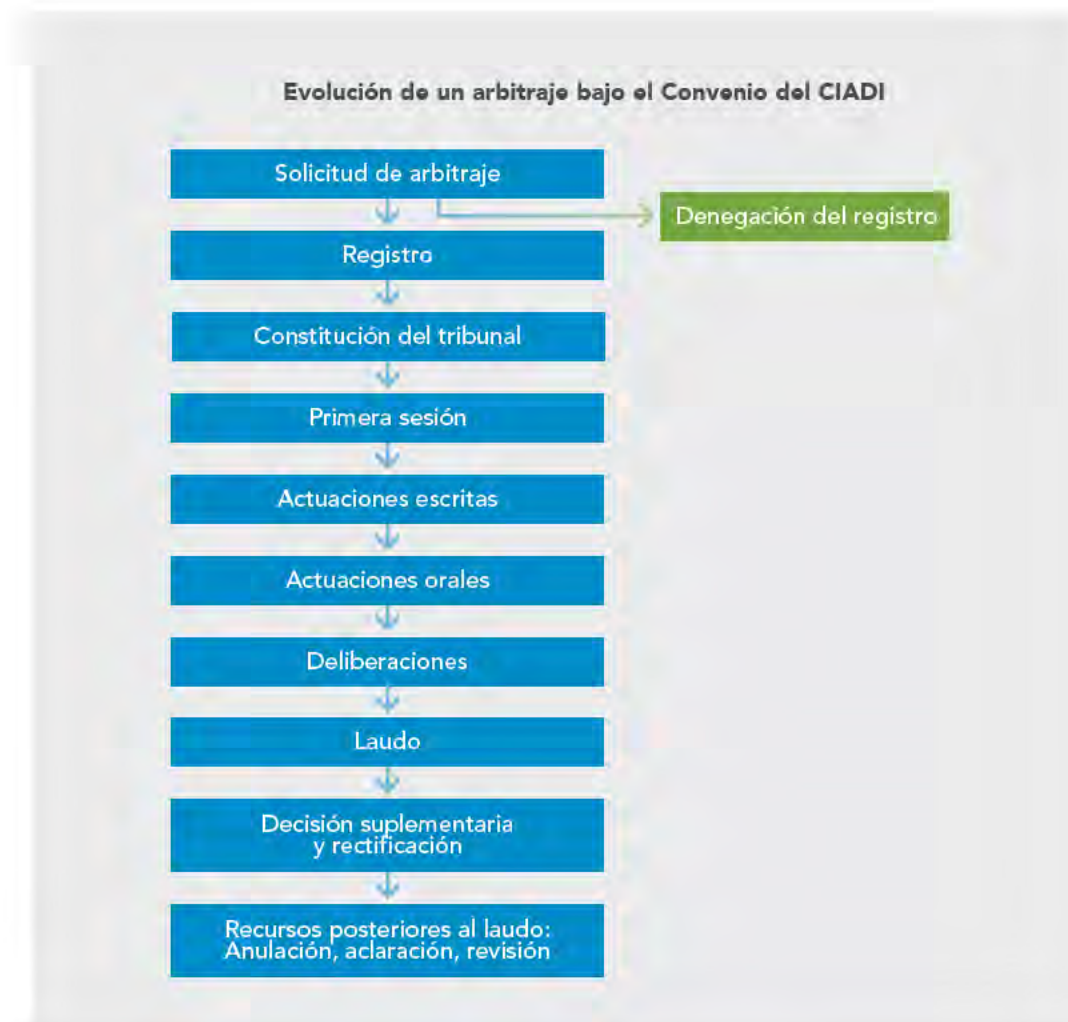 Evolución de un arbitraje bajo el Convenio del CIADI
Solicitud de arbitraje
Denegación del registro
Registro
Constitución del tribunal
Primera sesión
Actuaciones escritas
Actuaciones orales
Deliberaciones
Laudo
Decisión suplementaria
y rectificación
Recursos posteriores al laudo:
Anulación, aclaración, revisión